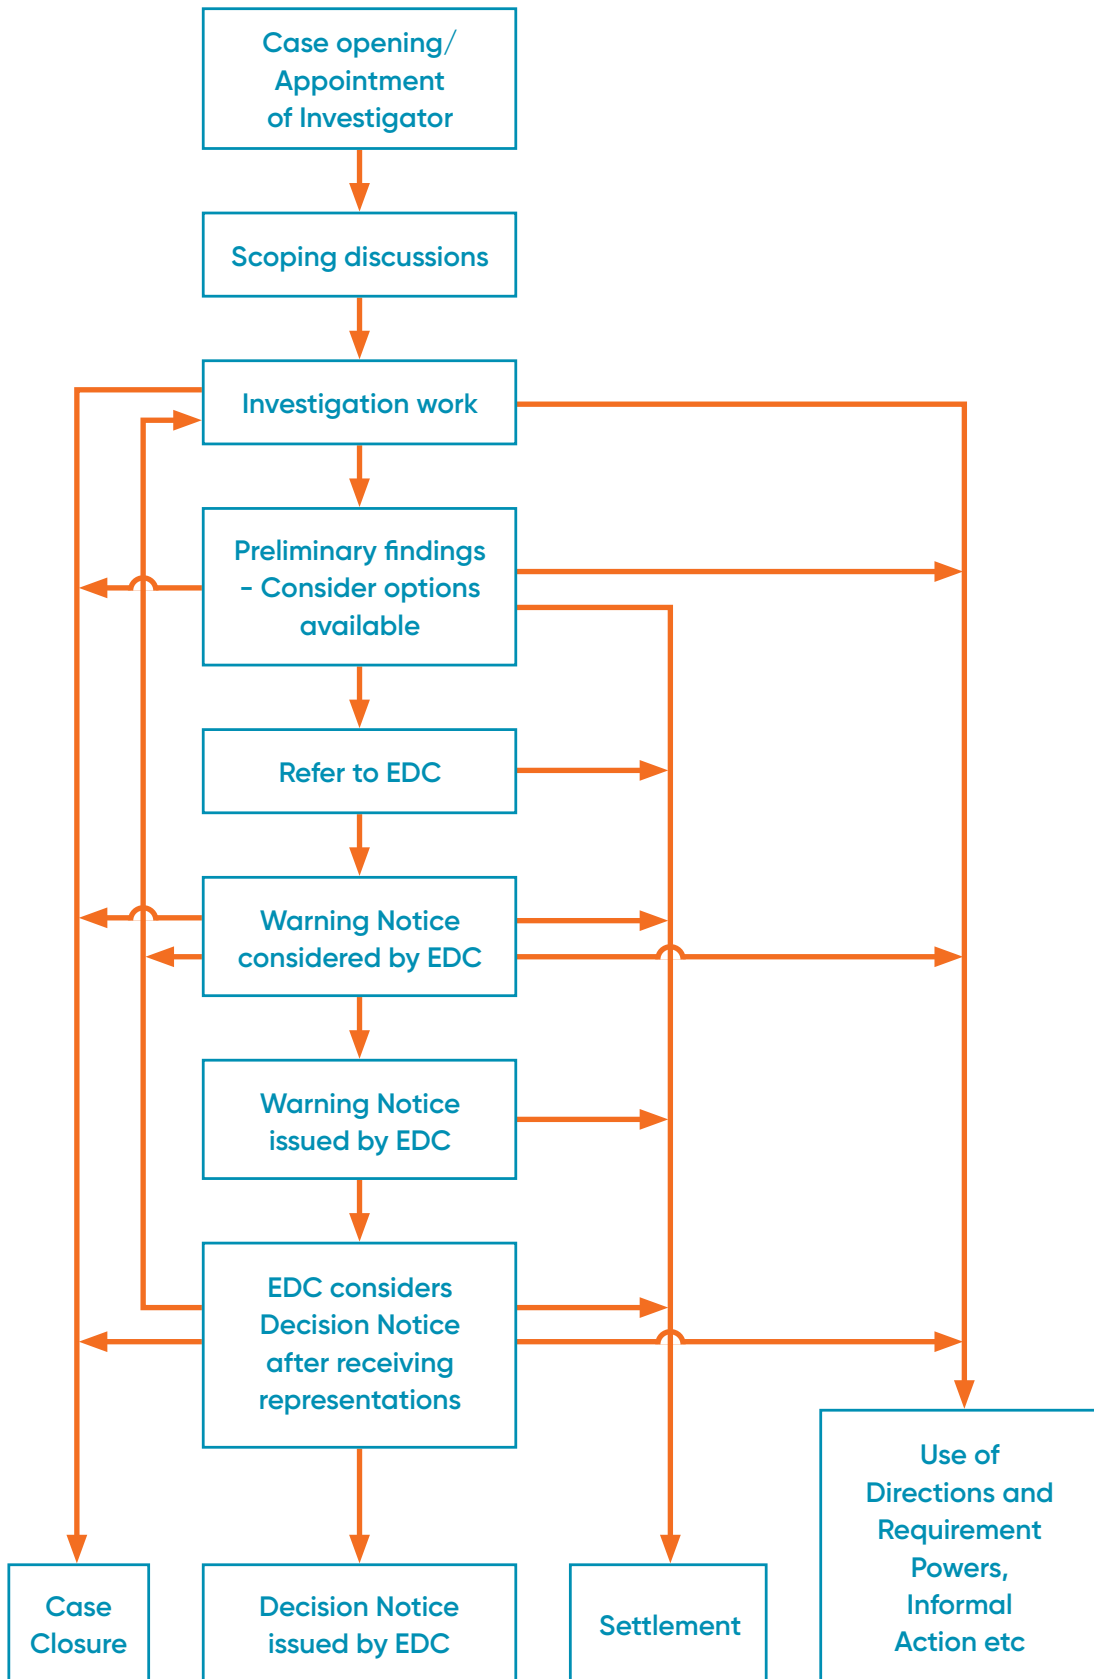 Case opening/
Appointment
of Investigator
Scoping discussions
Investigation work
Preliminary findings
- Consider options
available
Refer to EDC
Warning Notice
considered by EDC
Warning Notice
issued by EDC
EDC considers
Decision Notice
after receiving
representations
Case
Closure
Decision Notice
issued by EDC
Settlement
Use of
Directions and
Requirement
Powers,
Informal
Action etc